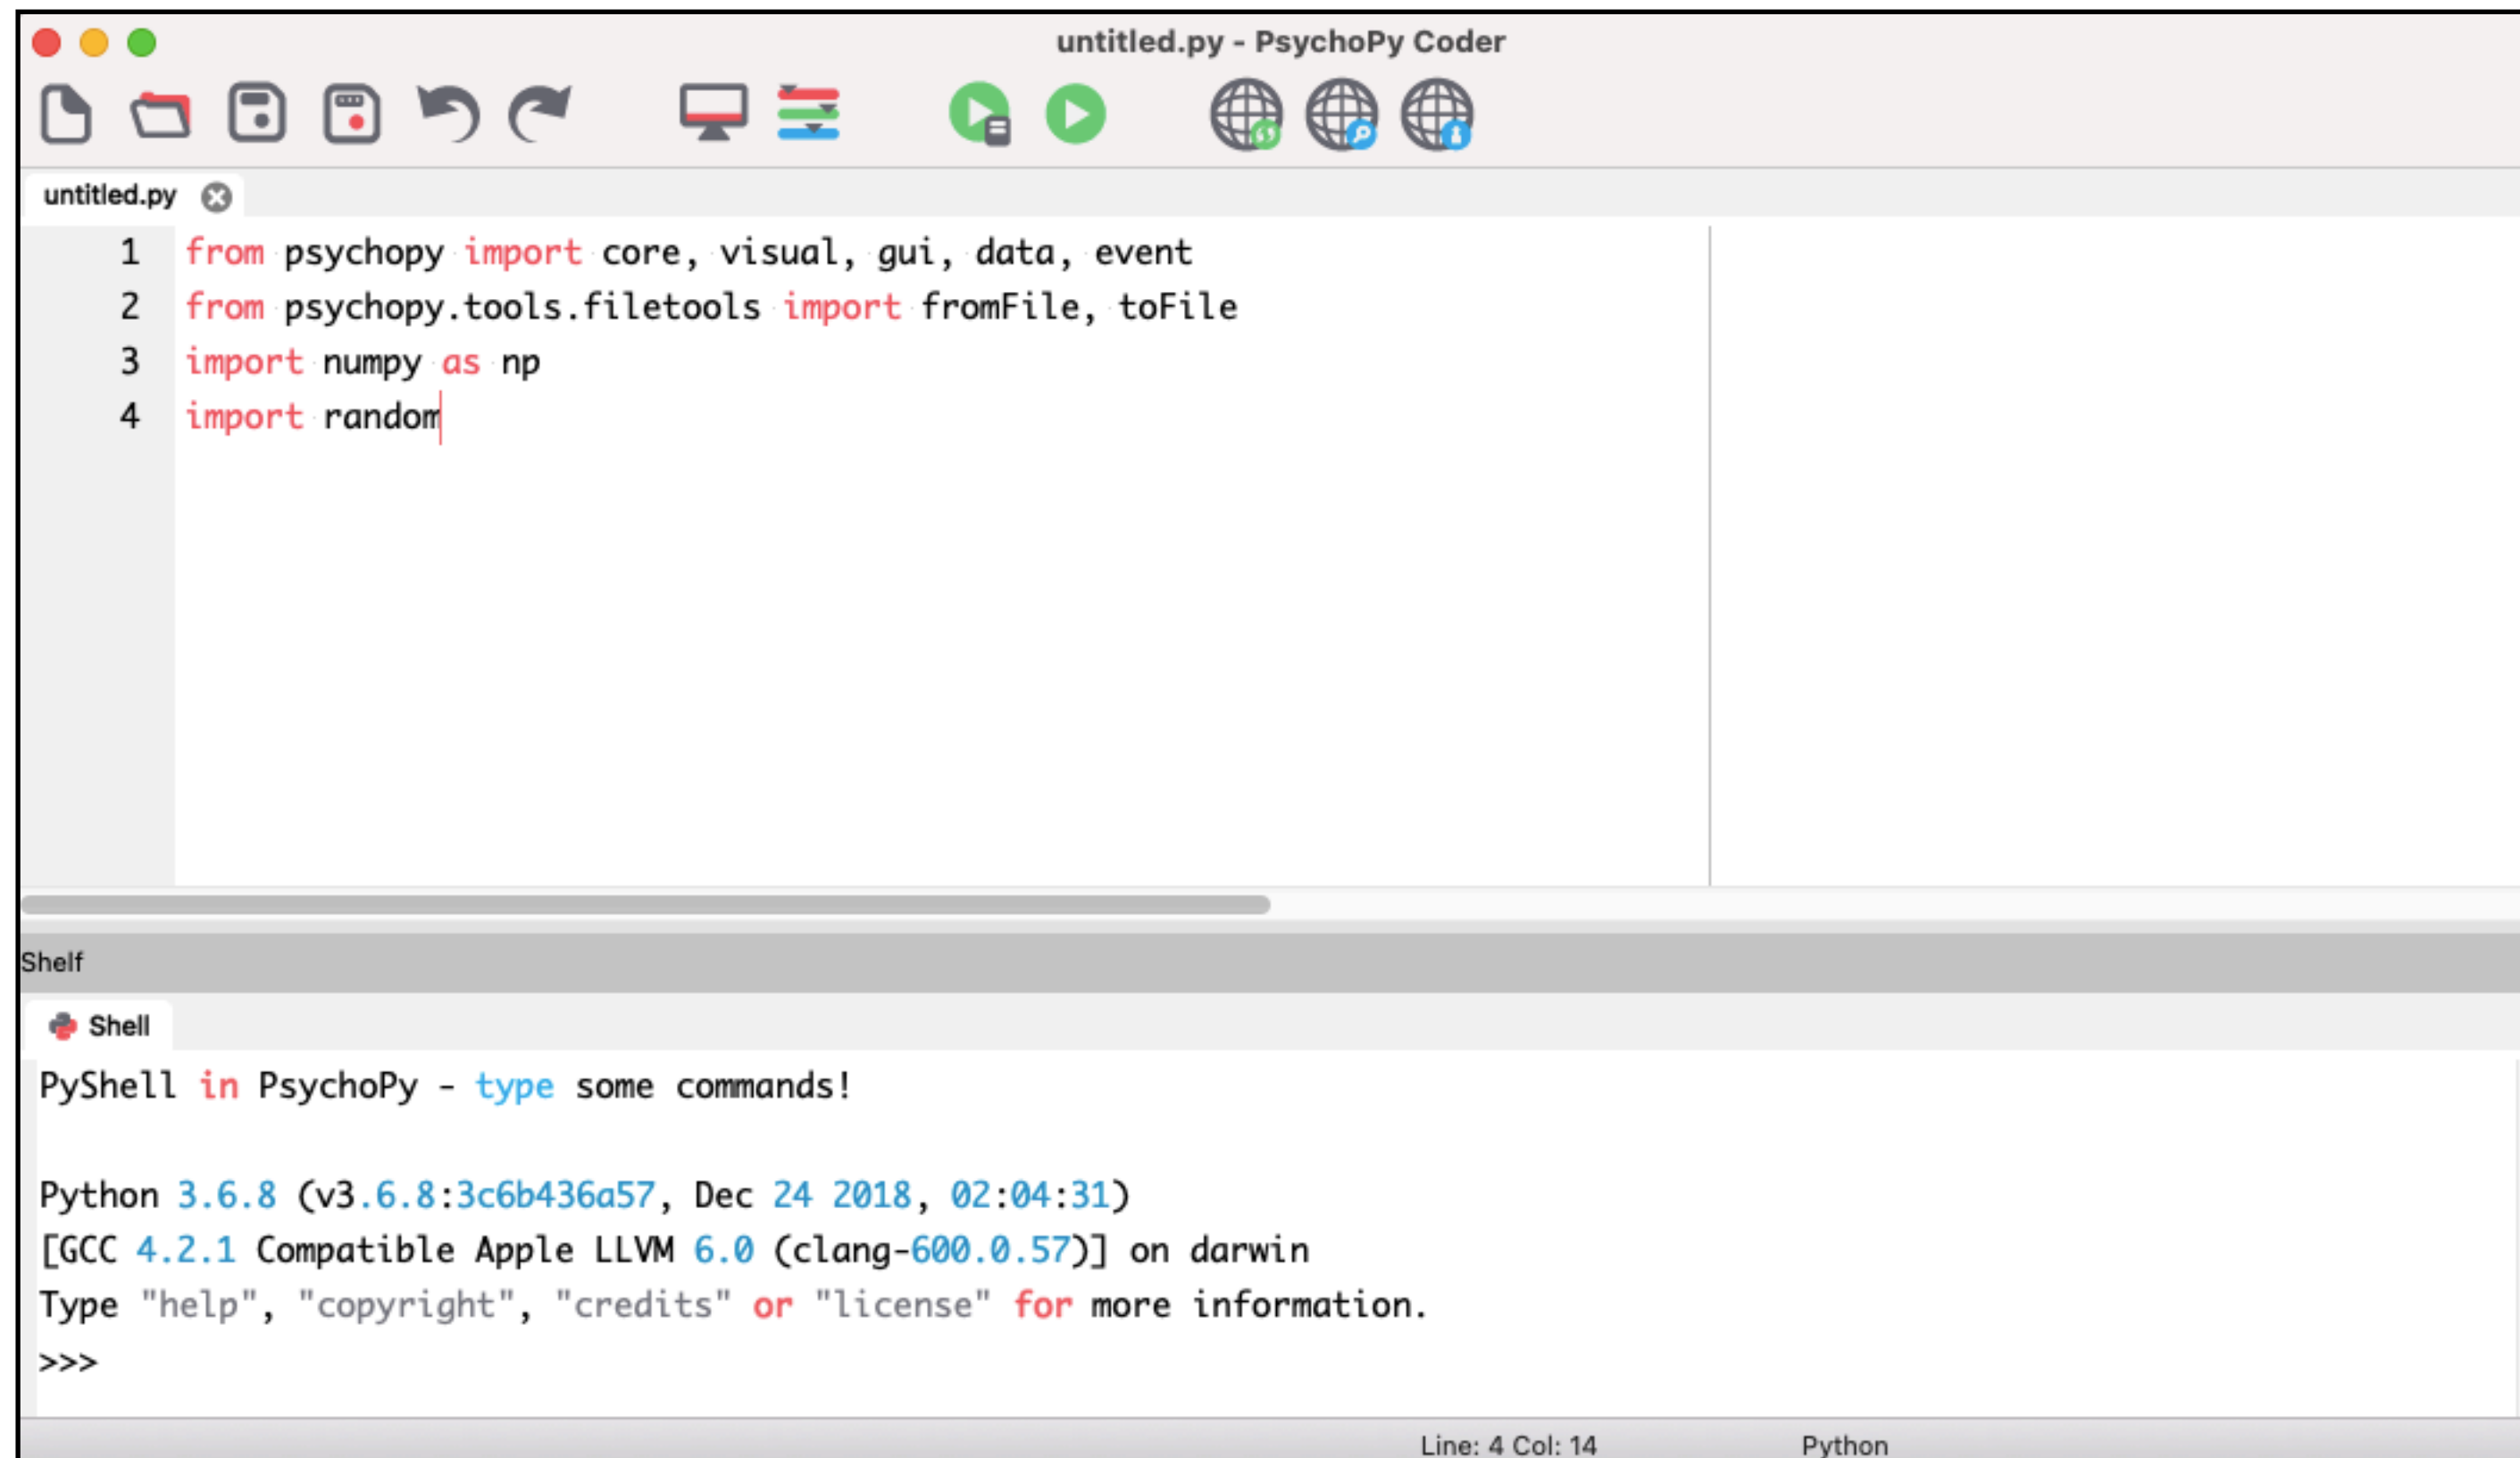 untitled.py - PsychoPy Coder
untitled.py
1 from psychopy import core, visual, gui, data, event
2 from psychopy.tools.filetools import fromFile, toFile
3 import numpy as np
4 import random
Shelf
Shell
PyShell in PsychoPy - type some commands!
Python 3.6.8 (v3.6.8:3c6b436a57, Dec 24 2018, 02:04:31)
[GCC 4.2.1 Compatible Apple LLVM 6.0 (clang-600.0.57)] on darwin
Type "help", "copyright", "credits" or "license" for more information.
>>>
Line: 4 Col: 14 Python